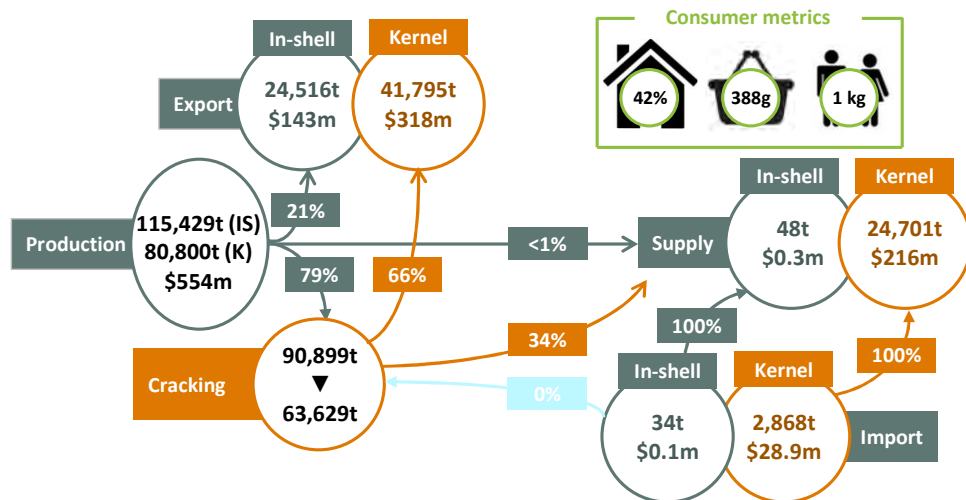 Consumer metrics
42%
388g
1 kg
In-shell
Kernel
Export
24,516t
$143m
41,795t
$318m
21%
Production
115,429t (IS)
80,800t (K)
$554m
<1%
79%
66%
In-shell
Kernel
Supply
48t
$0.3m
24,701t
$216m
Cracking
90,899t
▼
63,629t
34%
0%
100%
100%
In-shell
Kernel
34t
$0.1m
2,868t
$28.9m
Import